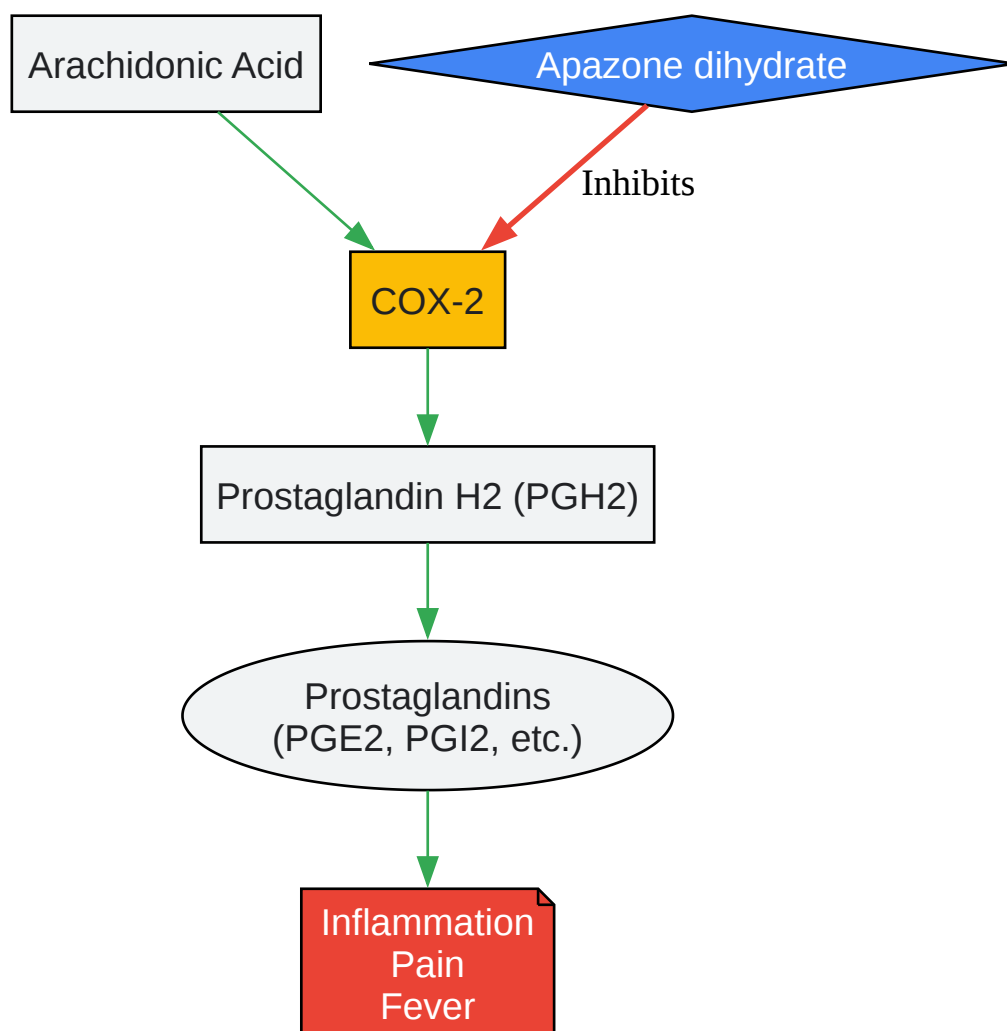 Arachidonic Acid
Apazone dihydrate
Inhibits
COX-2
Prostaglandin H2 (PGH2)
Prostaglandins
(PGE2, PGI2, etc.)
Inflammation
Pain
Fever